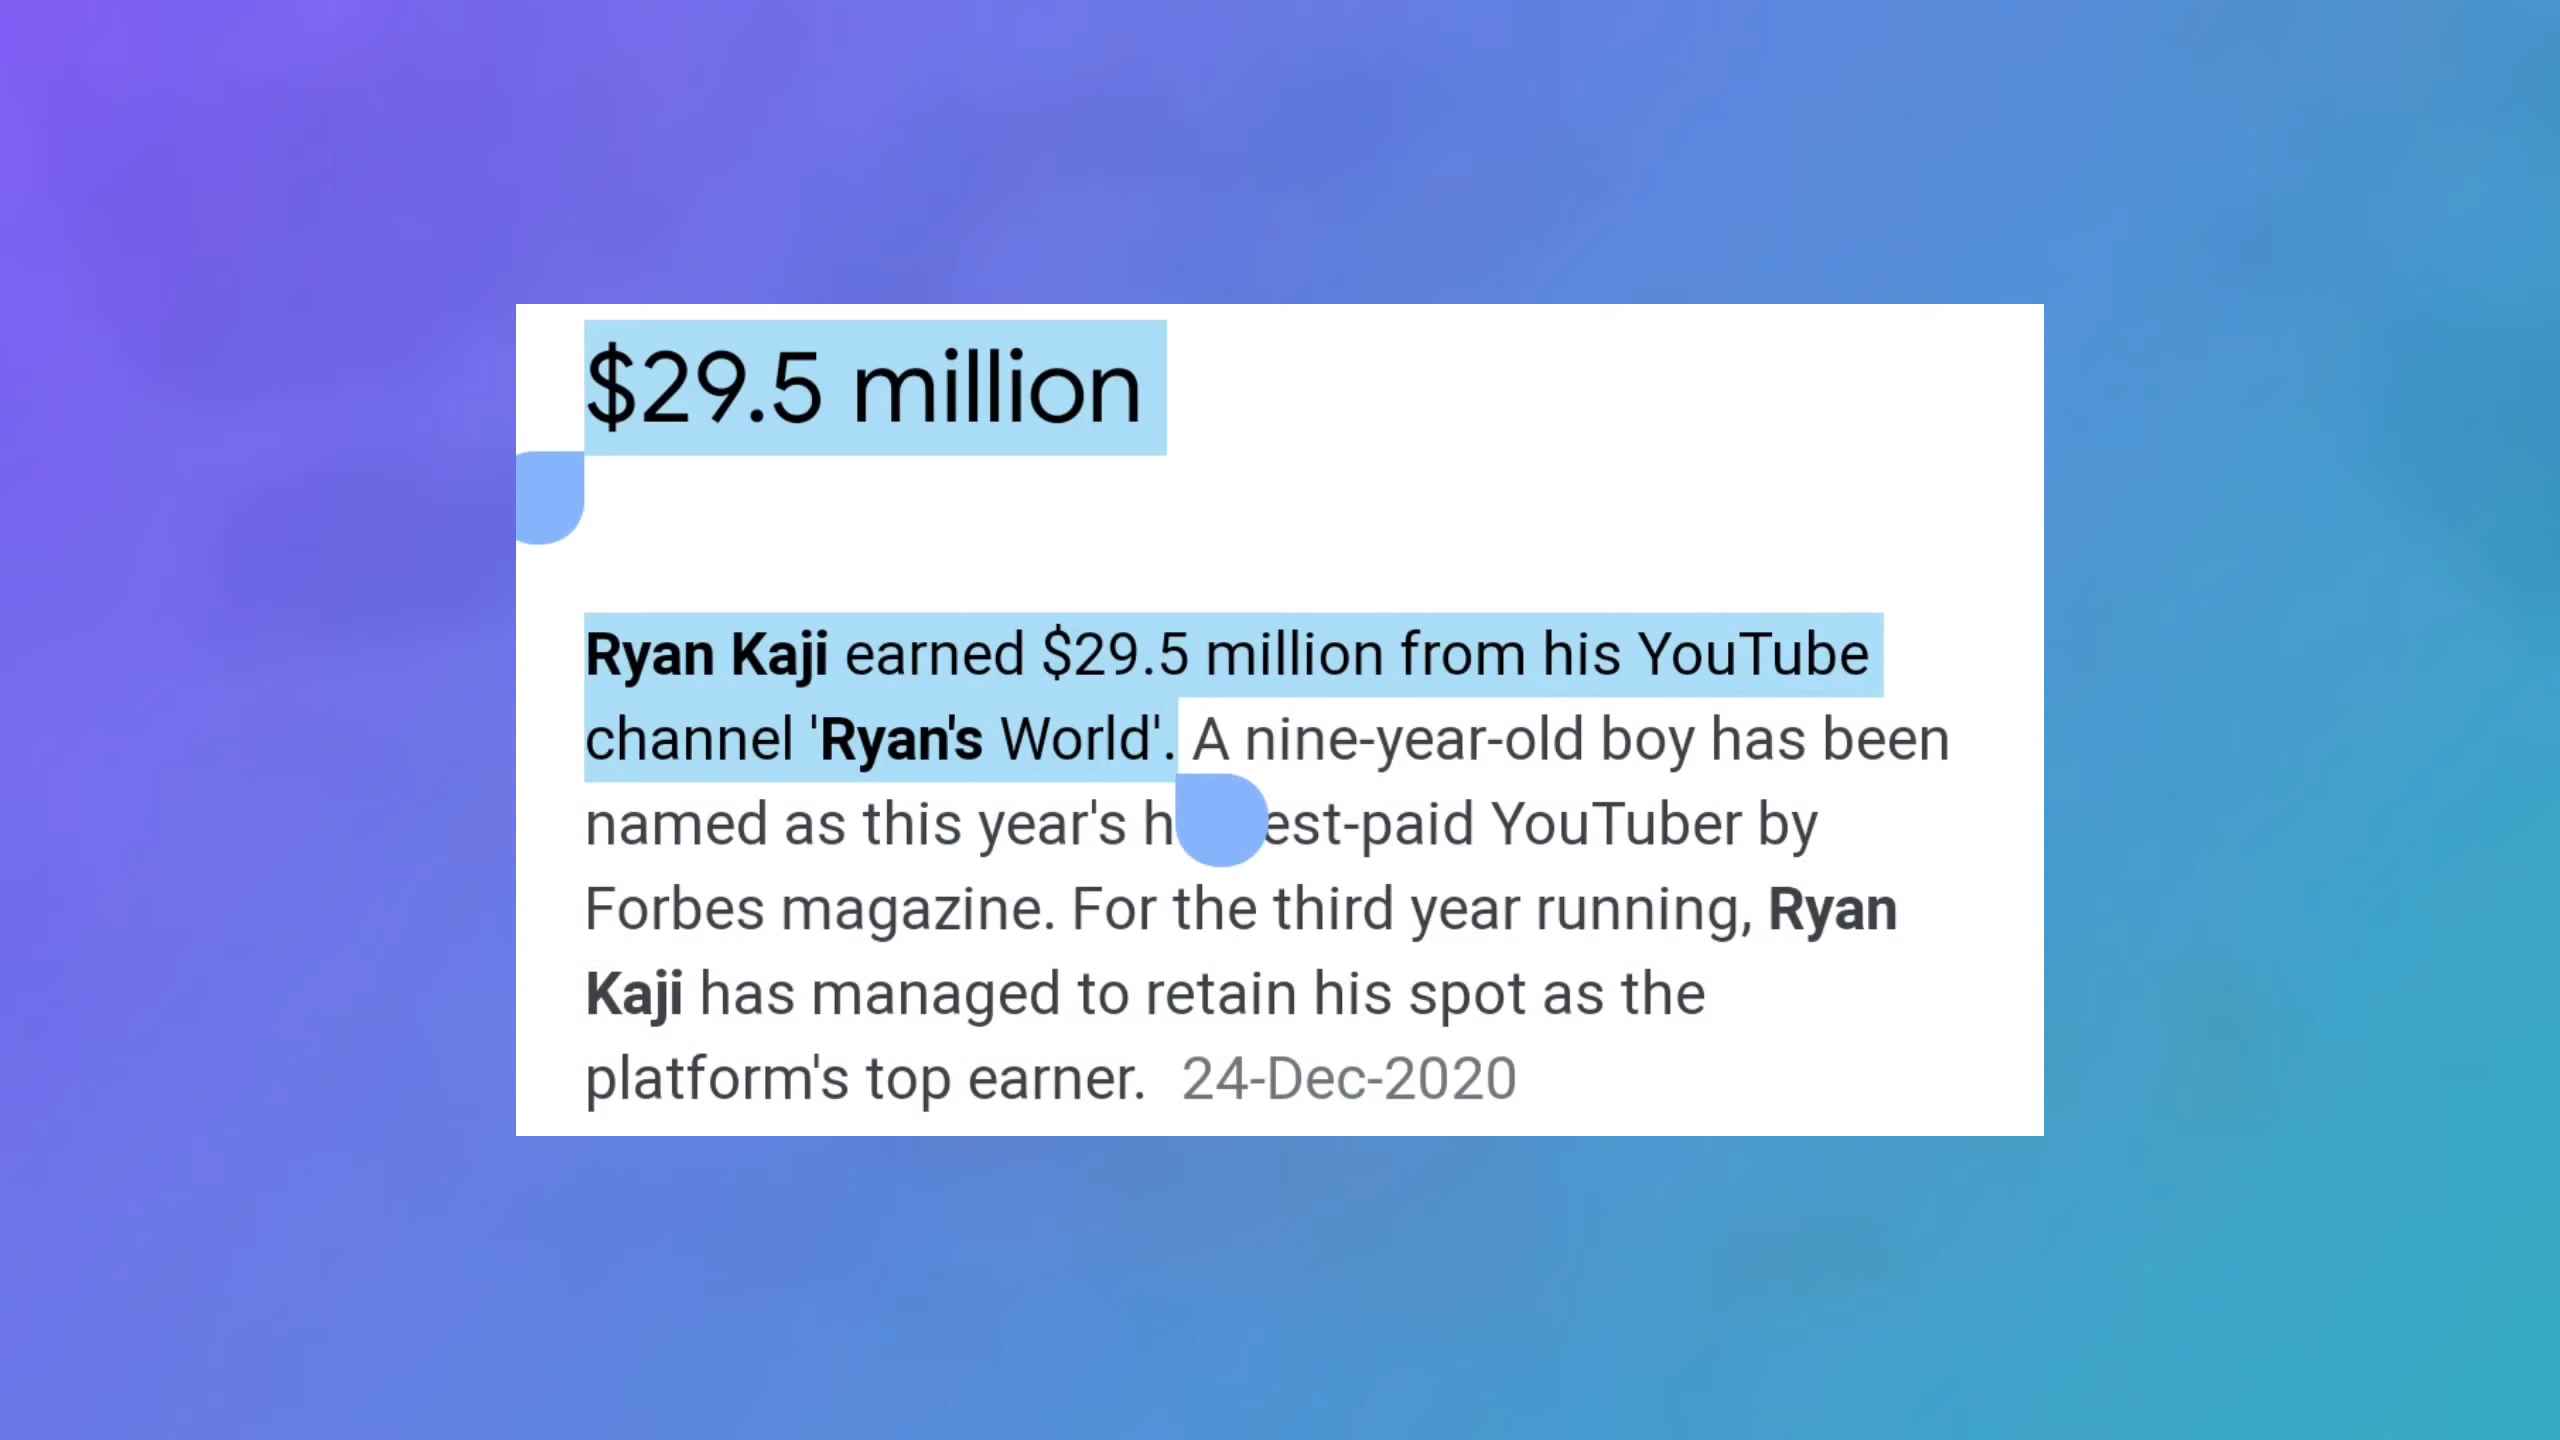 $29.5 million
Ryan Kaji earned $29.5 million from his YouTube
channel 'Ryan's World'. A nine-year-old boy has been
named as this year's est-paid YouTuber by
Forbes magazine. For the third year running, Ryan
Kaji has managed to retain his spot as the
platform's top earner. 24-Dec-2020